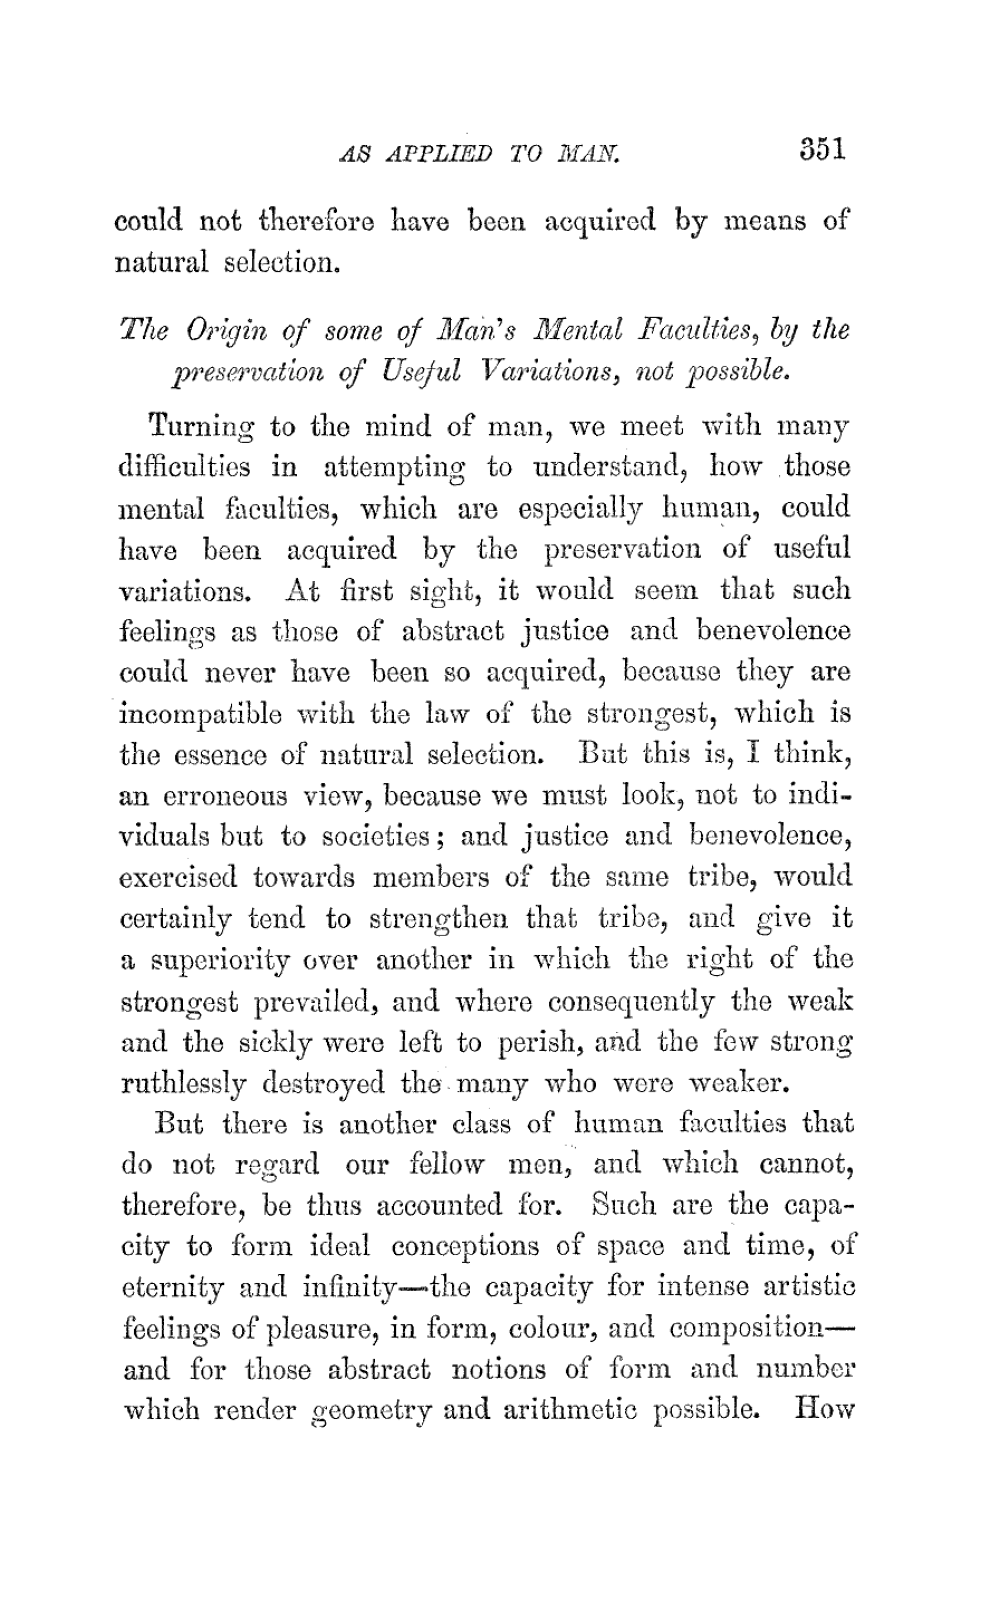 AS APPLIED TO MAN. 351
could not therefore have been acquired by means of
natural selection.
The Origin of some of Man's Mental Faculties, by the
preservation of Useful Variations, not possible.
Turning to the mind of man, we meet with many
difficulties in attempting to understand, how those
mental faculties, which are especially human, could
have been acquired by the preservation of useful
variations. At first sight, it would seem that such
feelings as those of abstract justice and benevolence
could never have been so acquired, because they are
incompatible with the law of the strongest, which is
the essence of natural selection. But this is, I think,
an erroneous view, because we must look, not to indi-
viduals but to societies; and justice and benevolence,
exercised towards members of the same tribe, would
certainly tend to strengthen that tribe, and give it
a superiority over another in which the right of the
strongest prevailed, and where consequently the weak
and the sickly were left to perish, and the few strong
ruthlessly destroyed the many who were weaker.
But there is another class of human faculties that
do not regard our fellow men, and which cannot,
therefore, be thus accounted for. Such are the capa-
city to form ideal conceptions of space and time, of
eternity and infinity—the capacity for intense artistic
feelings of pleasure, in form, colour, and composition—
and for those abstract notions of form and number
which render geometry and arithmetic possible. How